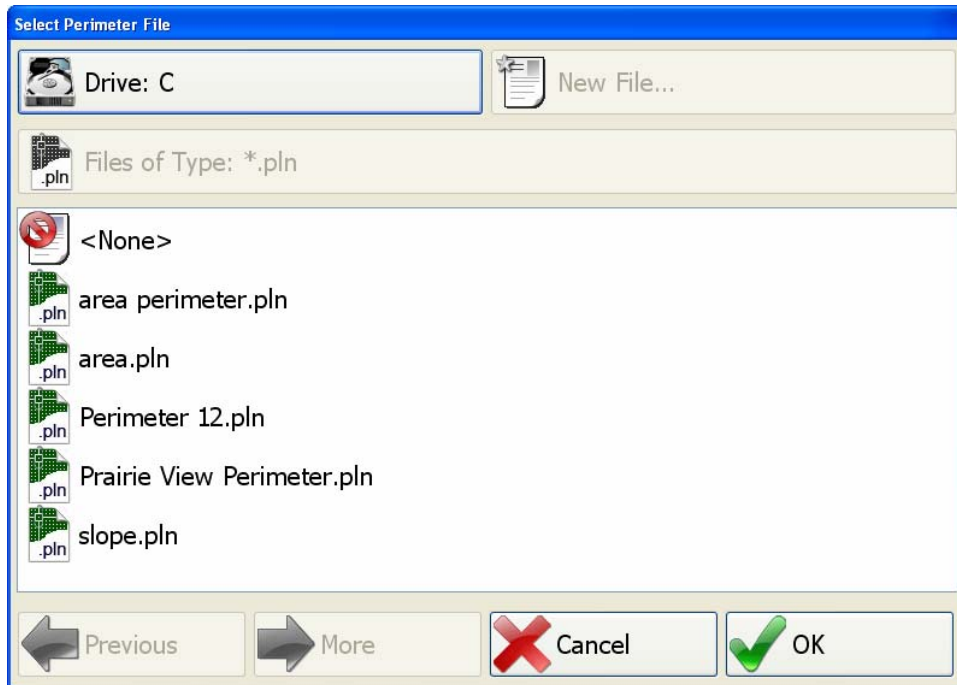 Select Perimeter File
Drive: C
New File...
.pln
Files of Type: *.pln
<None>
.pln
area perimeter.pln
.pln
area.pln
.pln
Perimeter 12.pln
.pln
Prairie View Perimeter.pln
.pln
slope.pln
Previous
More
Cancel
OK